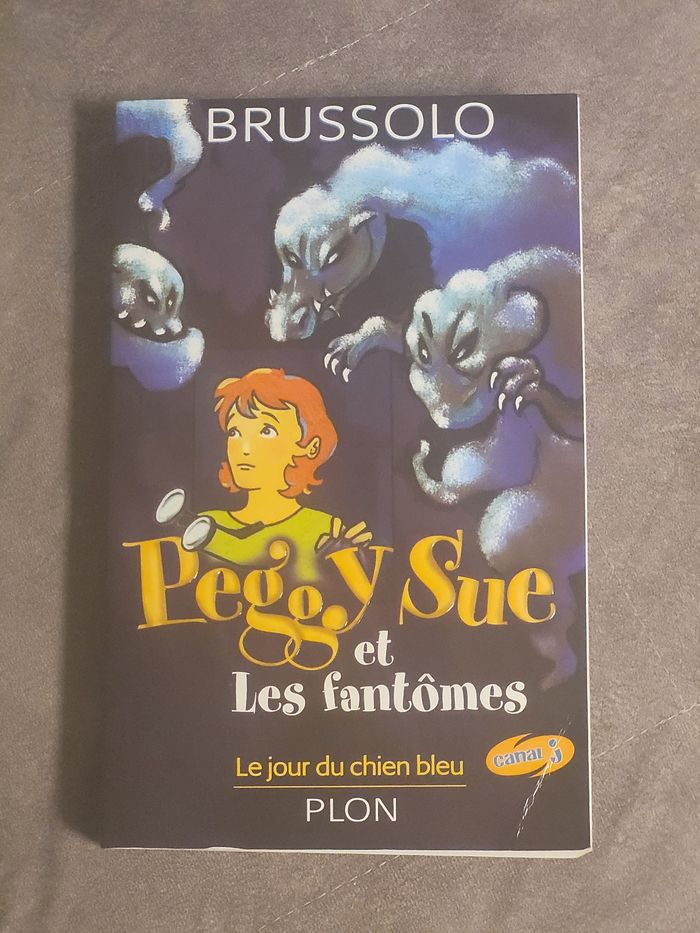 BRUSSOLO
Peggy Sue
et
Les fantômes
Le jour du chien bleu
canal j
PLON